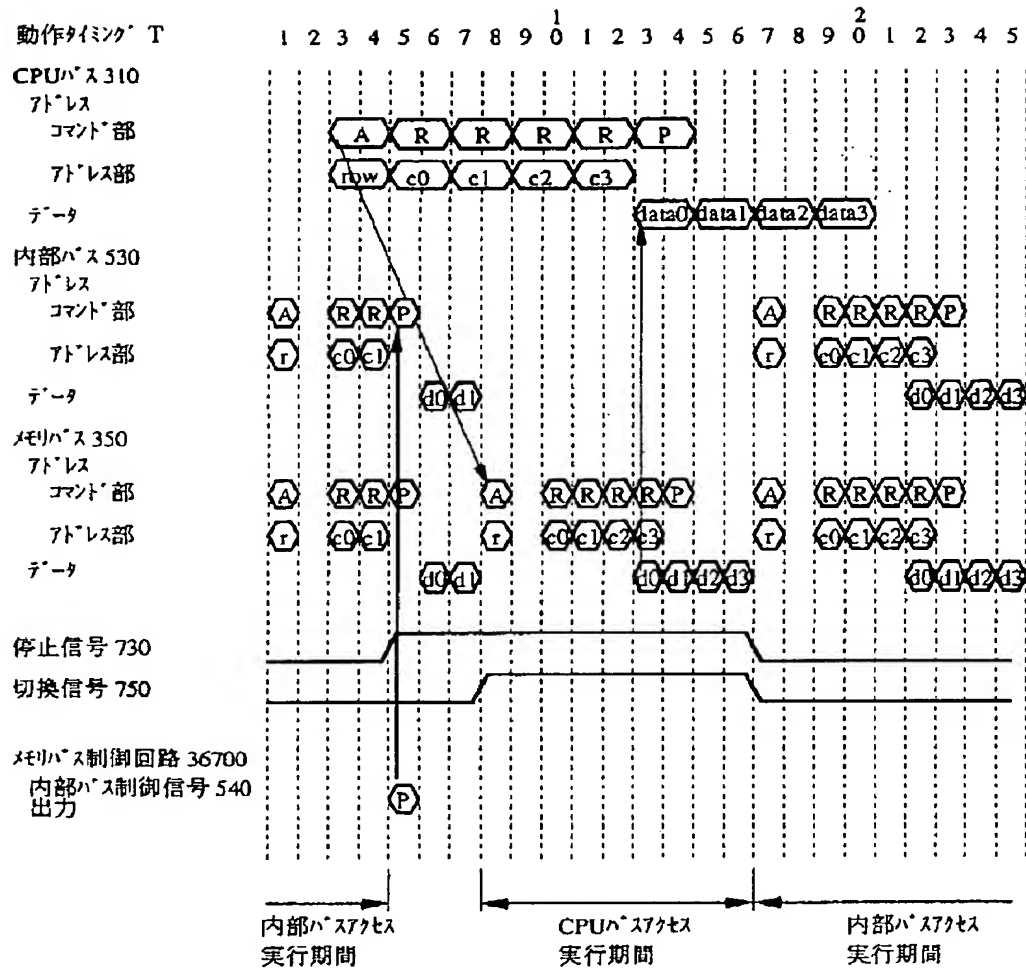 1 2
動作タイミング T 1 2 3 4 5 6 7 8 9 0 1 2 3 4 5 6 7 8 9 0 1 2 3 4 5
CPUバス 310
アドレス
コマンド部 A R R R R P
アドレス部 row c0 c1 c2 c3
データ data0 data1 data2 data3
内部バス 530
アドレス
コマンド部 A R R P A R R R R P
アドレス部 r c0 c1 r c0 c1 c2 c3
データ d0 d1 d0 d1 d2 d3
メモリバス 350
アドレス
コマンド部 A R R P A R R R R P A R R R R P
アドレス部 r c0 c1 r c0 c1 c2 c3 r c0 c1 c2 c3
データ d0 d1 d0 d1 d2 d3 d0 d1 d2 d3
停止信号 730
切換信号 750
メモリバス制御回路 36700
内部バス制御信号 540
出力 P
内部バスアクセス CPUバスアクセス 内部バスアクセス
実行期間 実行期間 実行期間